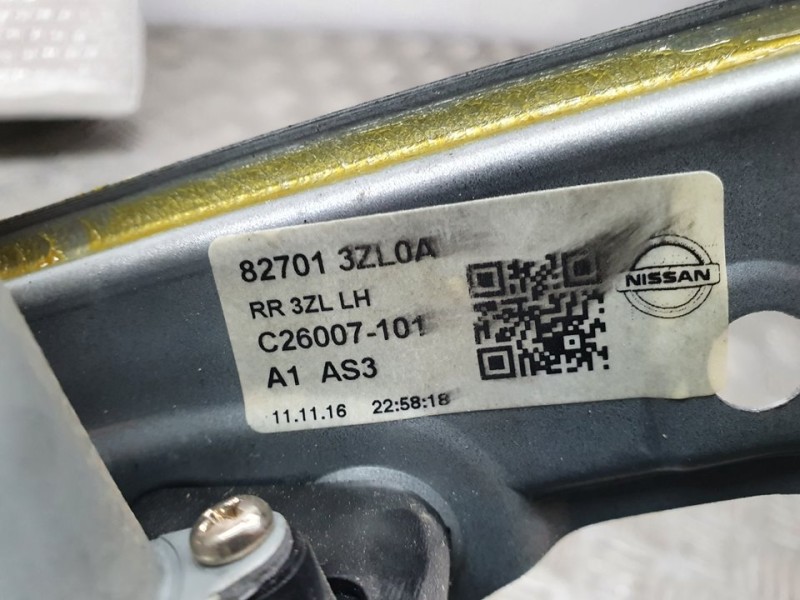 82701 3ZL0A
RR 3ZL LH
C26007-101
A1 AS3
11.11.16 22:58:18
NISSAN